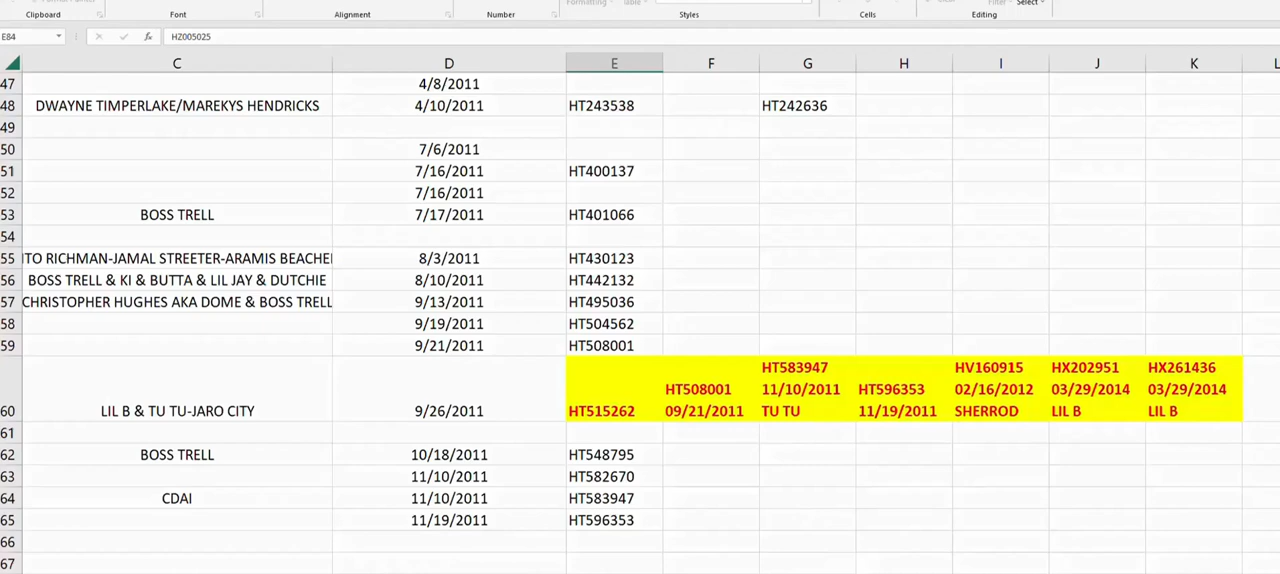 Clipboard Font Alignment Number Styles Cells Editing
Formatting Table Filter Select
E84 fx HZ005025
C D E F G H I J K L
47 4/8/2011
48 DWAYNE TIMPERLAKE/MAREKYS HENDRICKS 4/10/2011 HT243538 HT242636
49
50 7/6/2011
51 7/16/2011 HT400137
52 7/16/2011
53 BOSS TRELL 7/17/2011 HT401066
54
55 ITO RICHMAN-JAMAL STREETER-ARAMIS BEACHE 8/3/2011 HT430123
56 BOSS TRELL & KI & BUTTA & LIL JAY & DUTCHIE 8/10/2011 HT442132
57 CHRISTOPHER HUGHES AKA DOME & BOSS TRELL 9/13/2011 HT495036
58 9/19/2011 HT504562
59 9/21/2011 HT508001
HT583947 HV160915 HX202951 HX261436
HT508001 11/10/2011 HT596353 02/16/2012 03/29/2014 03/29/2014
60 LIL B & TU TU-JARO CITY 9/26/2011 HT515262 09/21/2011 TU TU 11/19/2011 SHERROD LIL B LIL B
61
62 BOSS TRELL 10/18/2011 HT548795
63 11/10/2011 HT582670
64 CDAI 11/10/2011 HT583947
65 11/19/2011 HT596353
66
67